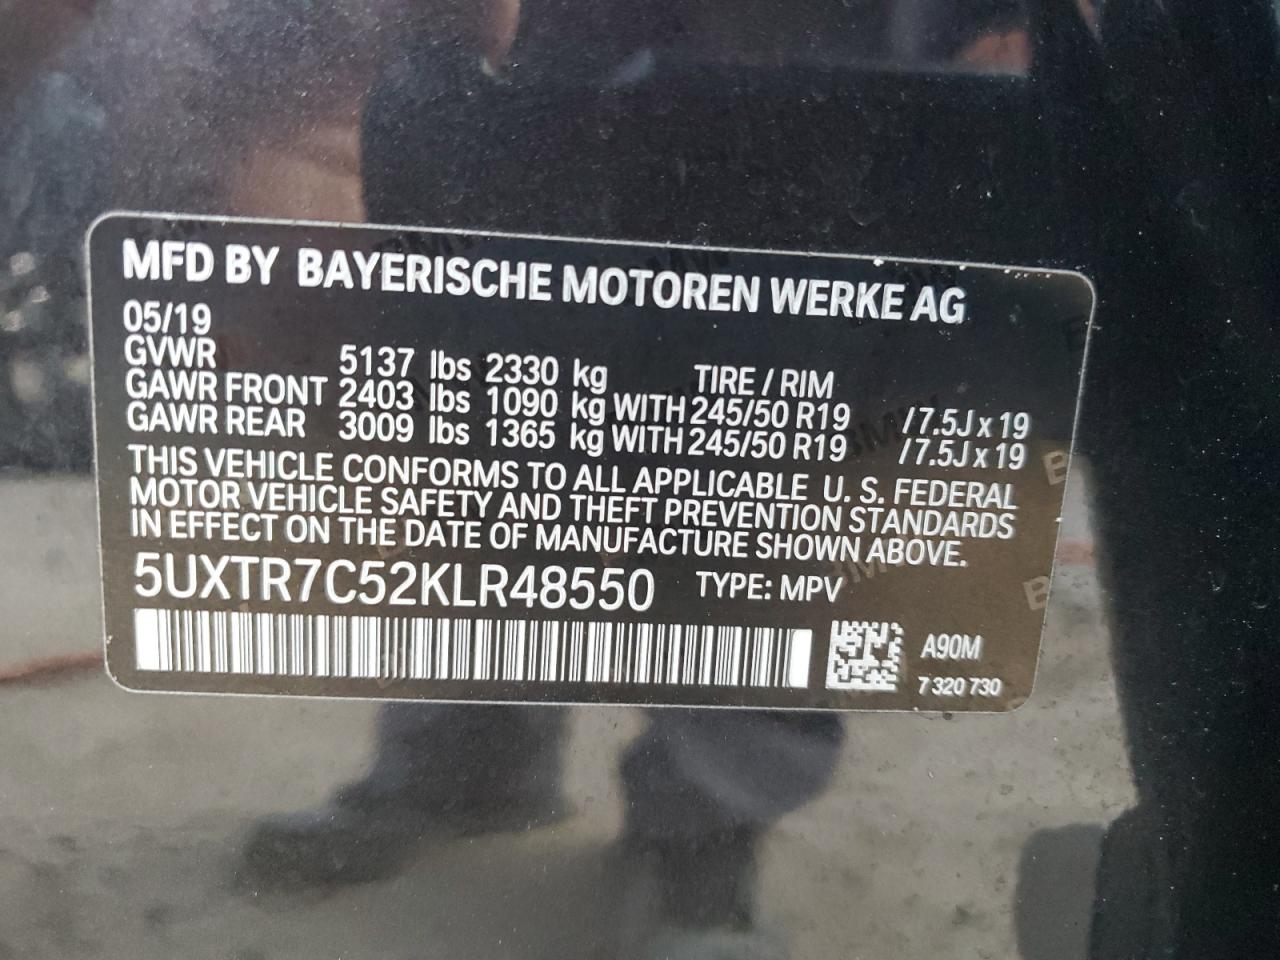 MFD BY BAYERISCHE MOTOREN WERKE AG
05/19
GVWR 5137 lbs 2330 kg TIRE / RIM
GAWR FRONT 2403 lbs 1090 kg WITH 245/50 R19 /7.5J x 19
GAWR REAR 3009 lbs 1365 kg WITH 245/50 R19 /7.5J x 19
THIS VEHICLE CONFORMS TO ALL APPLICABLE U. S. FEDERAL
MOTOR VEHICLE SAFETY AND THEFT PREVENTION STANDARDS
IN EFFECT ON THE DATE OF MANUFACTURE SHOWN ABOVE.
5UXTR7C52KLR48550 TYPE: MPV
A90M
7 320 730